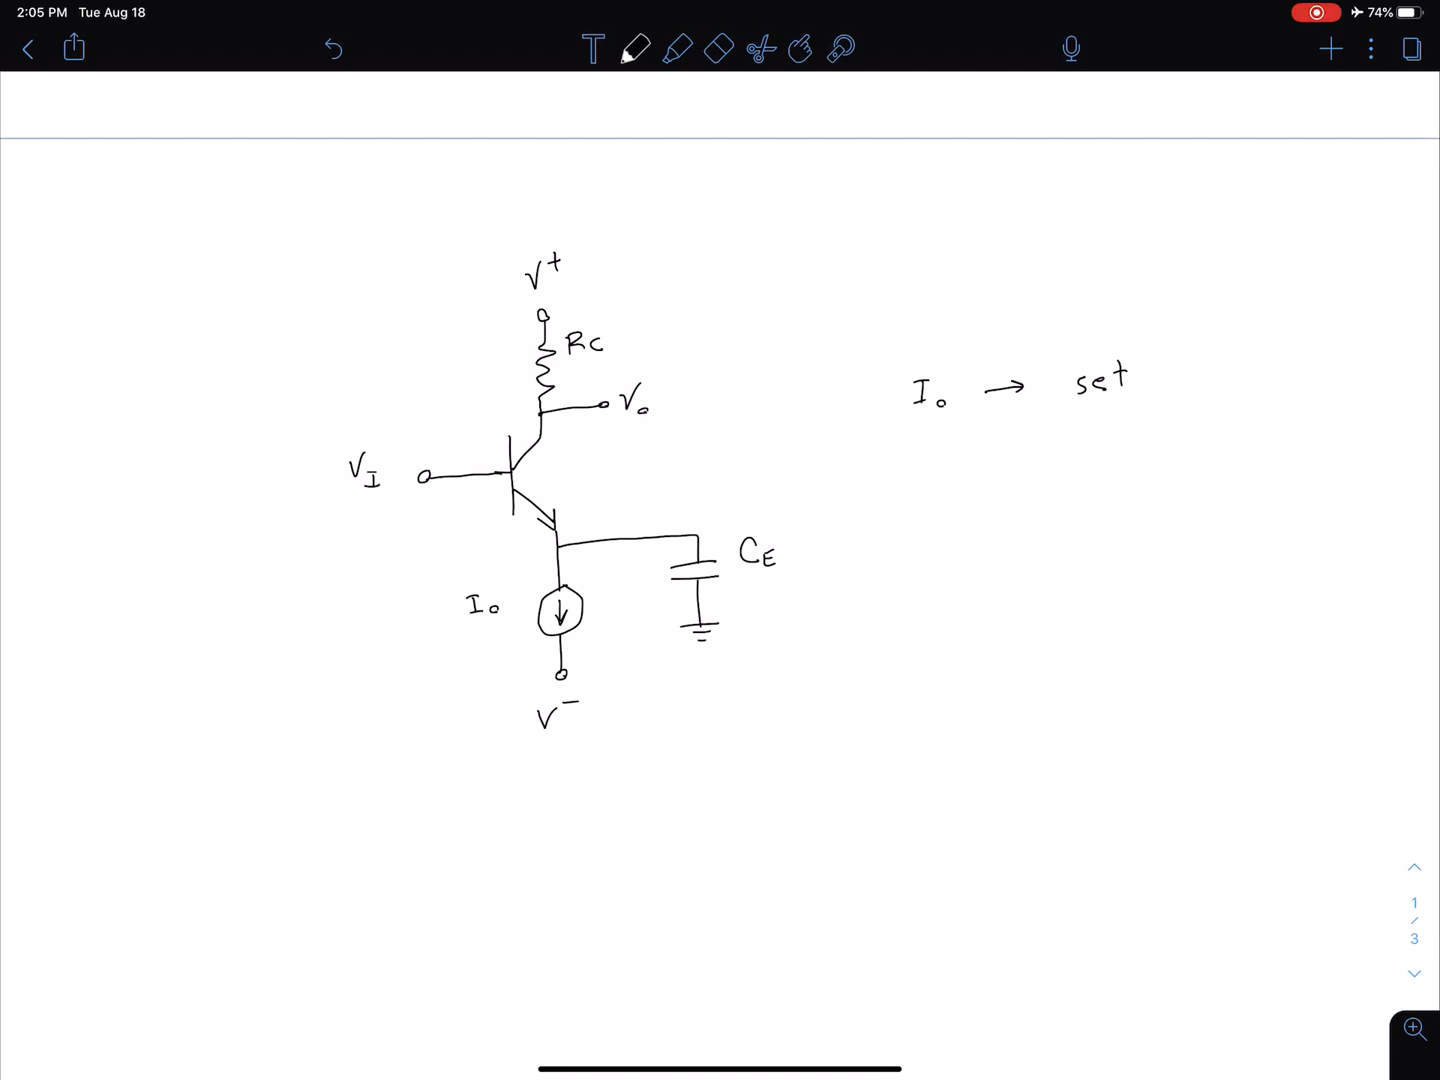 2:05 PM Tue Aug 18
74%
T
V+
Rc
Vo
Io → set
VI
CE
Io
V−
1
/
3